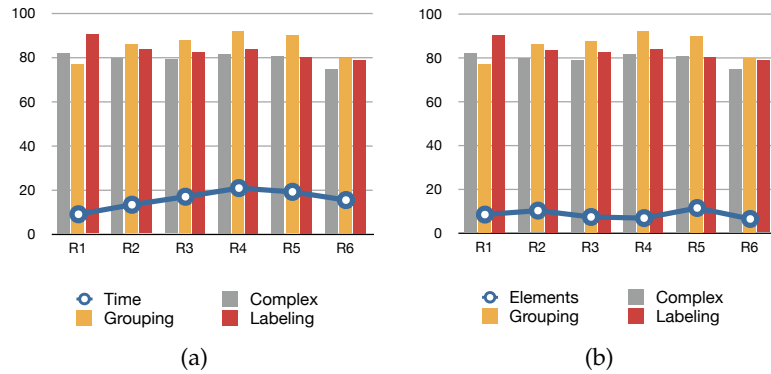 100
80
60
40
20
0
R1 R2 R3 R4 R5 R6
Time Complex
Grouping Labeling
(a)
100
80
60
40
20
0
R1 R2 R3 R4 R5 R6
Elements Complex
Grouping Labeling
(b)